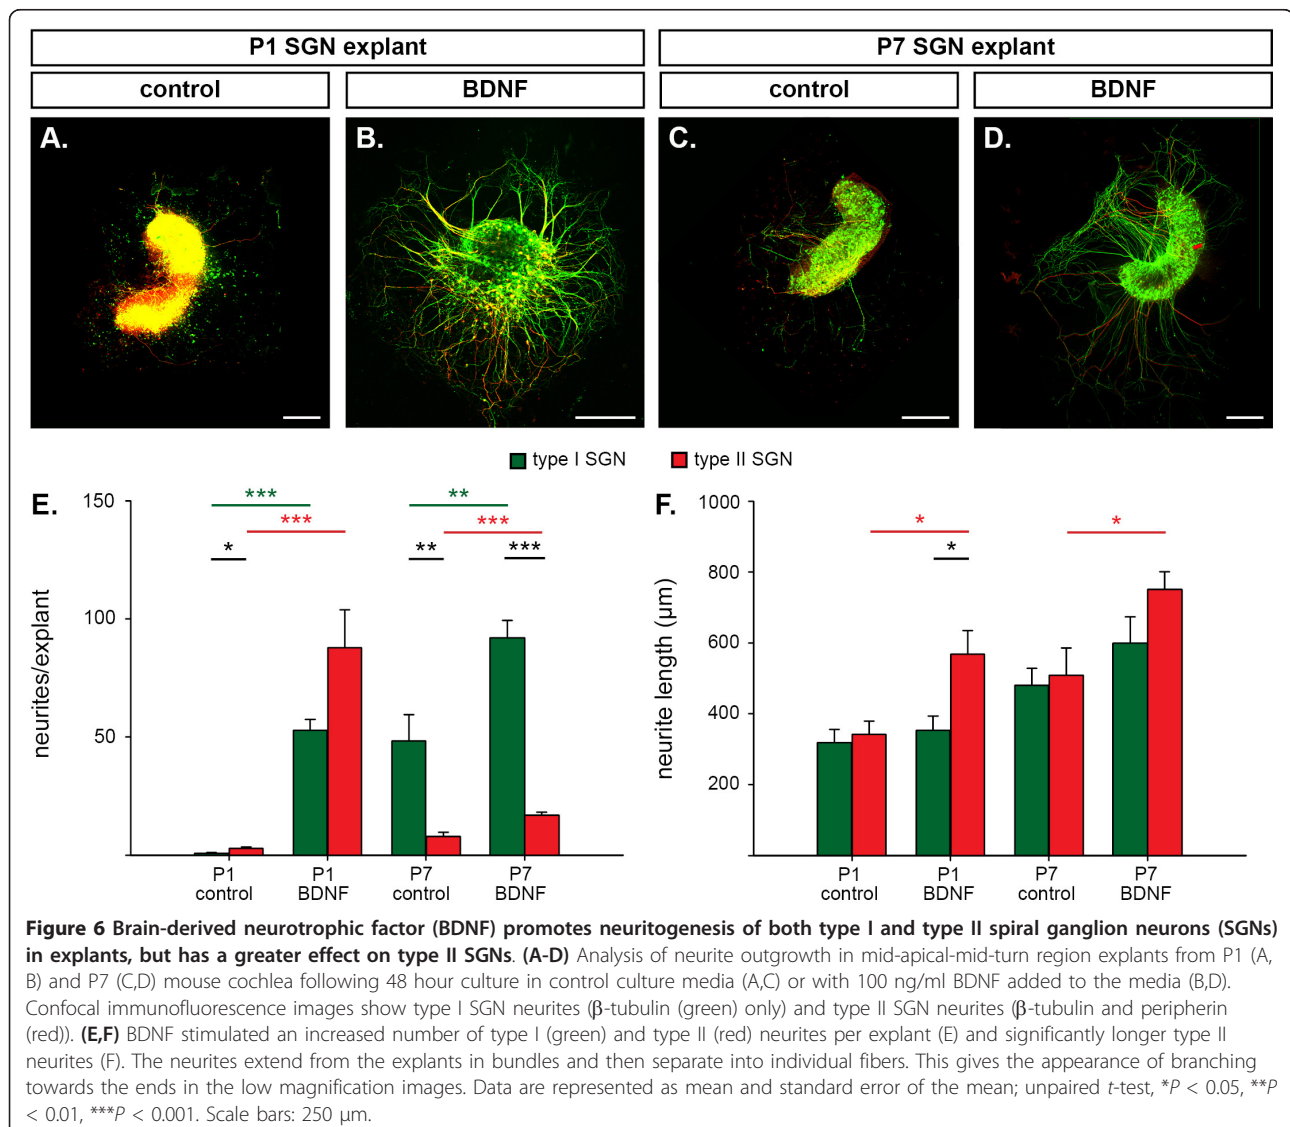 P1 SGN explant
P7 SGN explant
control
BDNF
control
BDNF
A.
B.
C.
D.
type I SGN
type II SGN
E.
150
100
50
neurites/explant
***
***
*
**
***
**
***
P1 control
P1 BDNF
P7 control
P7 BDNF
F.
1000
800
600
400
200
neurite length (µm)
*
*
*
P1 control
P1 BDNF
P7 control
P7 BDNF
Figure 6 Brain-derived neurotrophic factor (BDNF) promotes neuritogenesis of both type I and type II spiral ganglion neurons (SGNs)
in explants, but has a greater effect on type II SGNs. (A-D) Analysis of neurite outgrowth in mid-apical-mid-turn region explants from P1 (A,
B) and P7 (C,D) mouse cochlea following 48 hour culture in control culture media (A,C) or with 100 ng/ml BDNF added to the media (B,D).
Confocal immunofluorescence images show type I SGN neurites (β-tubulin (green) only) and type II SGN neurites (β-tubulin and peripherin
(red)). (E,F) BDNF stimulated an increased number of type I (green) and type II (red) neurites per explant (E) and significantly longer type II
neurites (F). The neurites extend from the explants in bundles and then separate into individual fibers. This gives the appearance of branching
towards the ends in the low magnification images. Data are represented as mean and standard error of the mean; unpaired t-test, *P < 0.05, **P
< 0.01, ***P < 0.001. Scale bars: 250 µm.